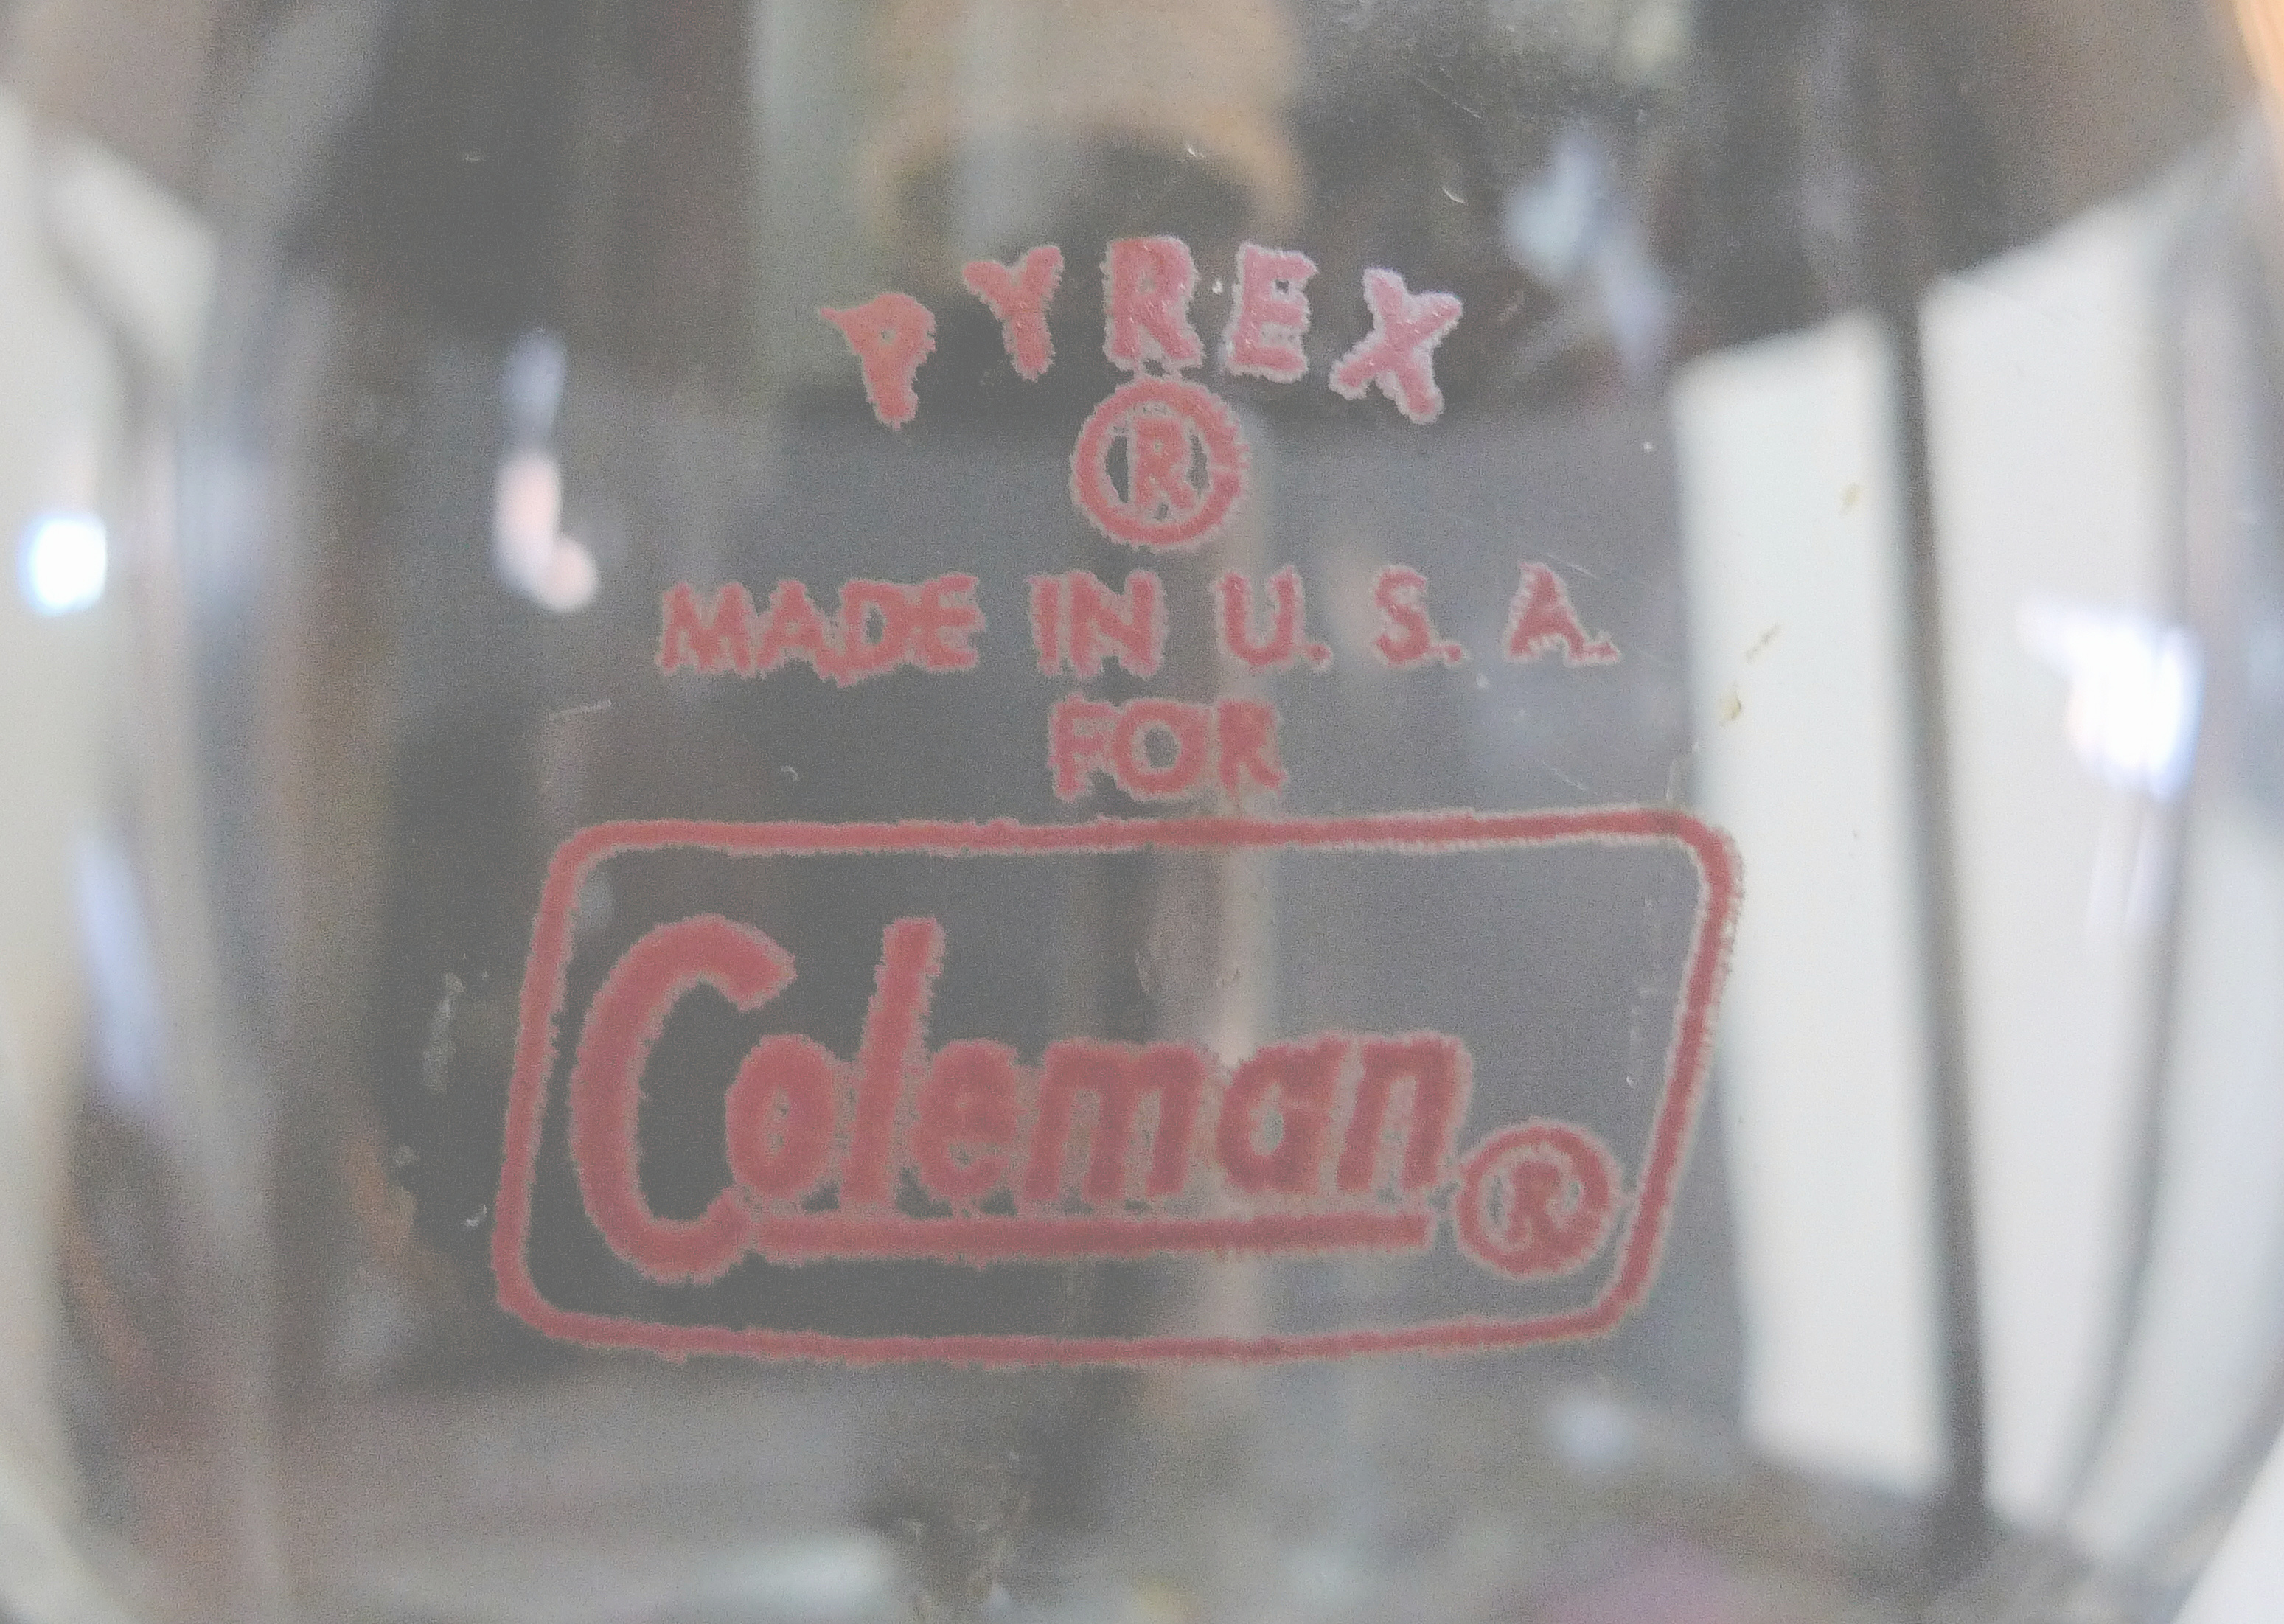 PYREX
®
MADE IN U.S.A.
FOR
Coleman®